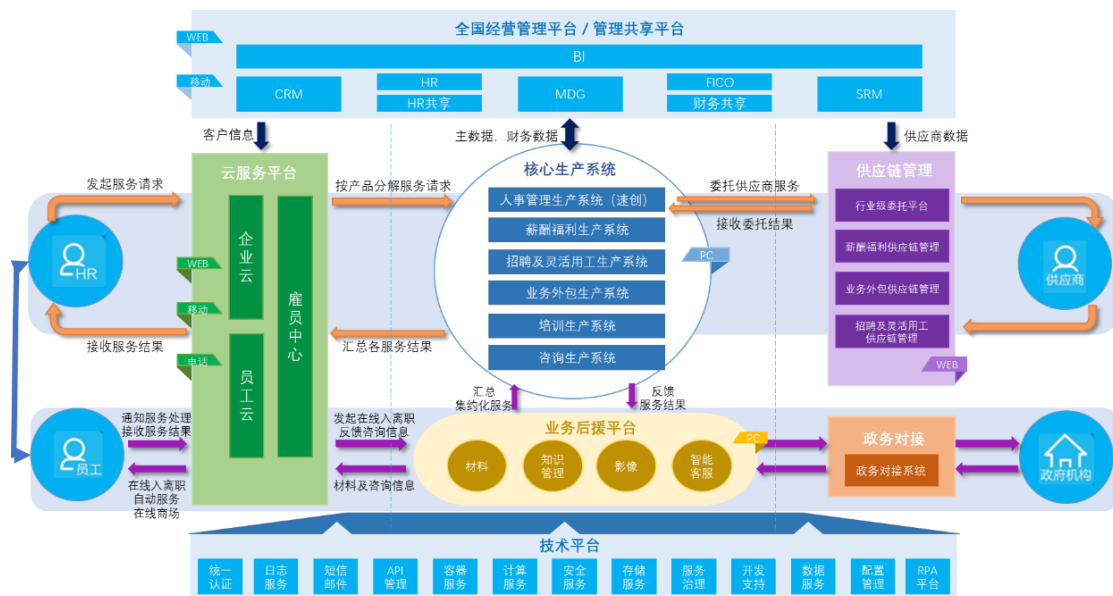 全国经营管理平台 / 管理共享平台
WEB
BI
移动
CRM
HR
HR共享
MDG
FICO
财务共享
SRM
客户信息
主数据，财务数据
供应商数据
云服务平台
企业云
员工云
雇员中心
WEB
移动
电话
发起服务请求
HR
接收服务结果
按产品分解服务请求
汇总各服务结果
核心生产系统
人事管理生产系统（速创）
薪酬福利生产系统
招聘及灵活用工生产系统
业务外包生产系统
培训生产系统
咨询生产系统
PC
委托供应商服务
接收委托结果
供应链管理
行业级委托平台
薪酬福利供应链管理
业务外包供应链管理
招聘及灵活用工
供应链管理
WEB
供应商
员工
通知服务处理
接收服务结果
在线入离职
自动服务
在线商场
发起在线入离职
反馈咨询信息
材料及咨询信息
汇总
集约化服务
反馈
服务结果
业务后援平台
PC
材料
知识
管理
影像
智能
客服
政务对接
政务对接系统
政府机构
技术平台
统一
认证
日志
服务
短信
邮件
API
管理
容器
服务
计算
服务
安全
服务
存储
服务
服务
治理
开发
支持
数据
服务
配置
管理
RPA
平台